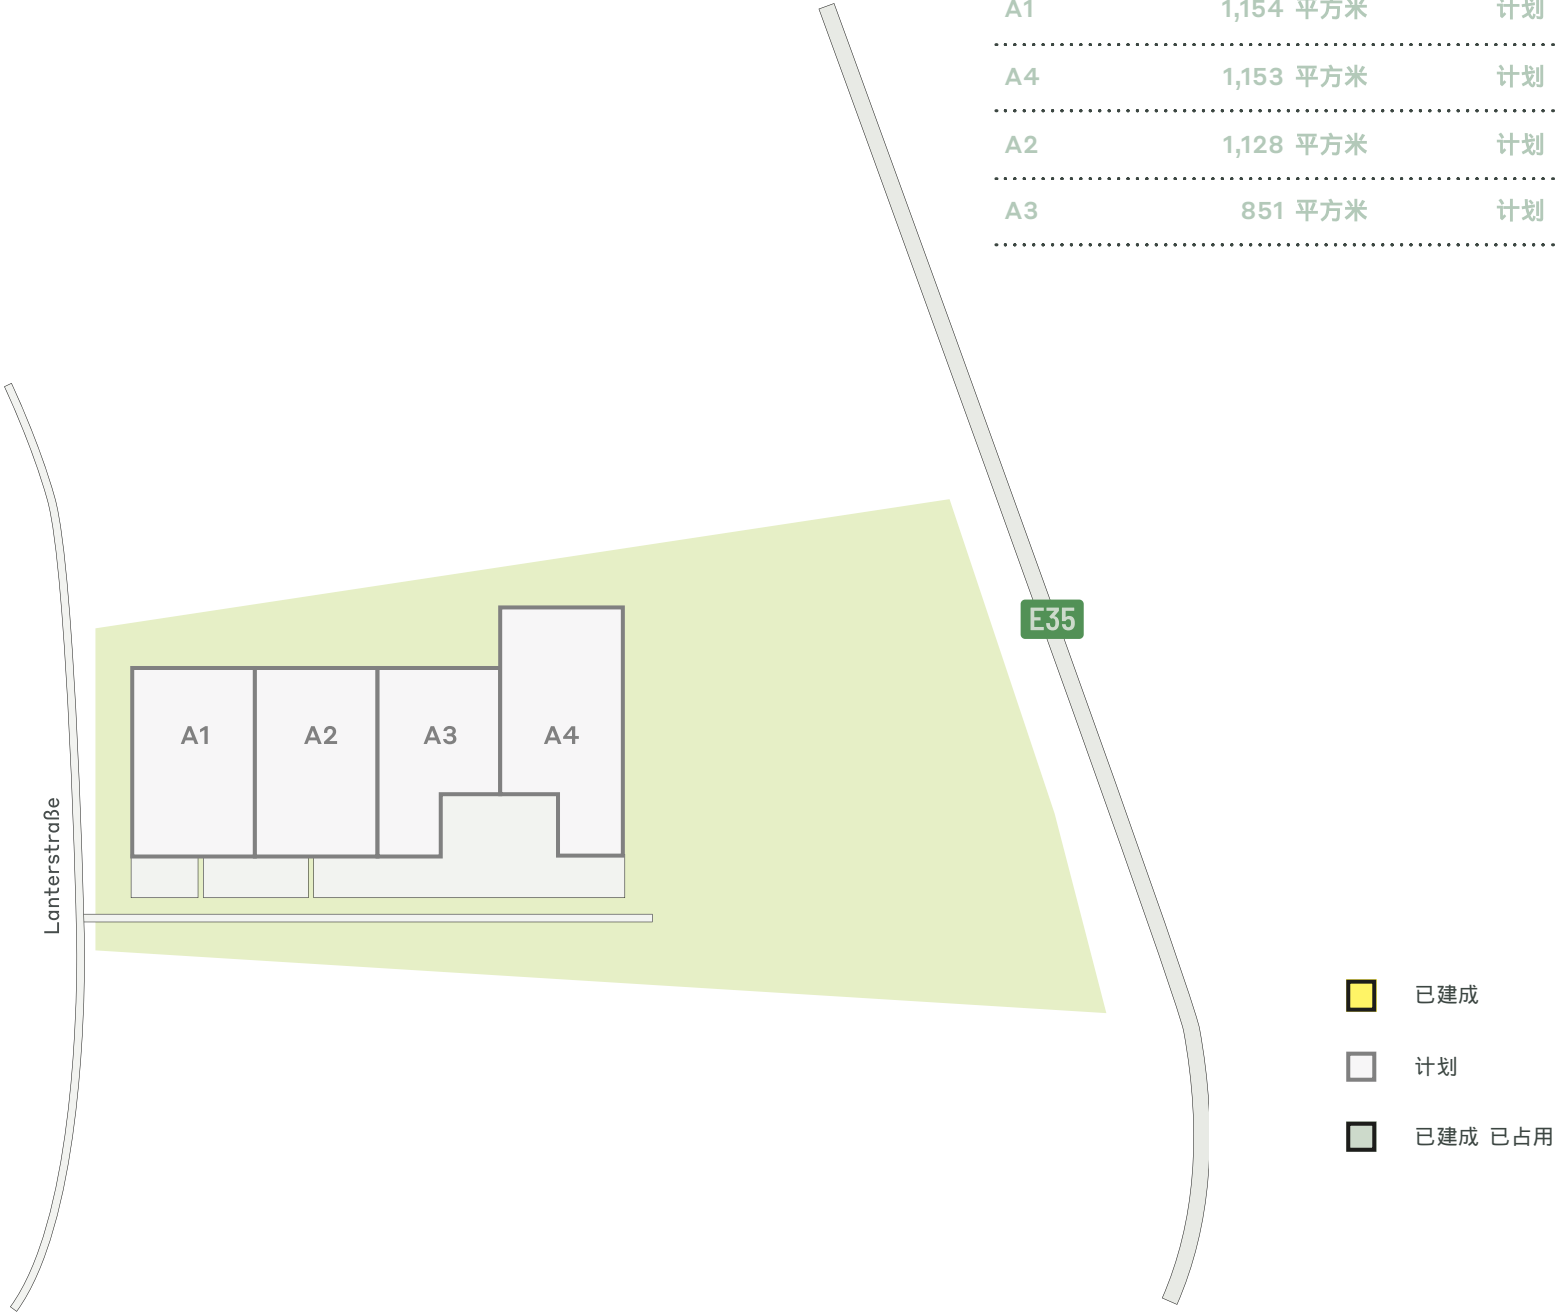 A1 1,154 平方米 计划
A4 1,153 平方米 计划
A2 1,128 平方米 计划
A3 851 平方米 计划
E35
A1 A2 A3 A4
Lanterstraße
已建成
计划
已建成 已占用